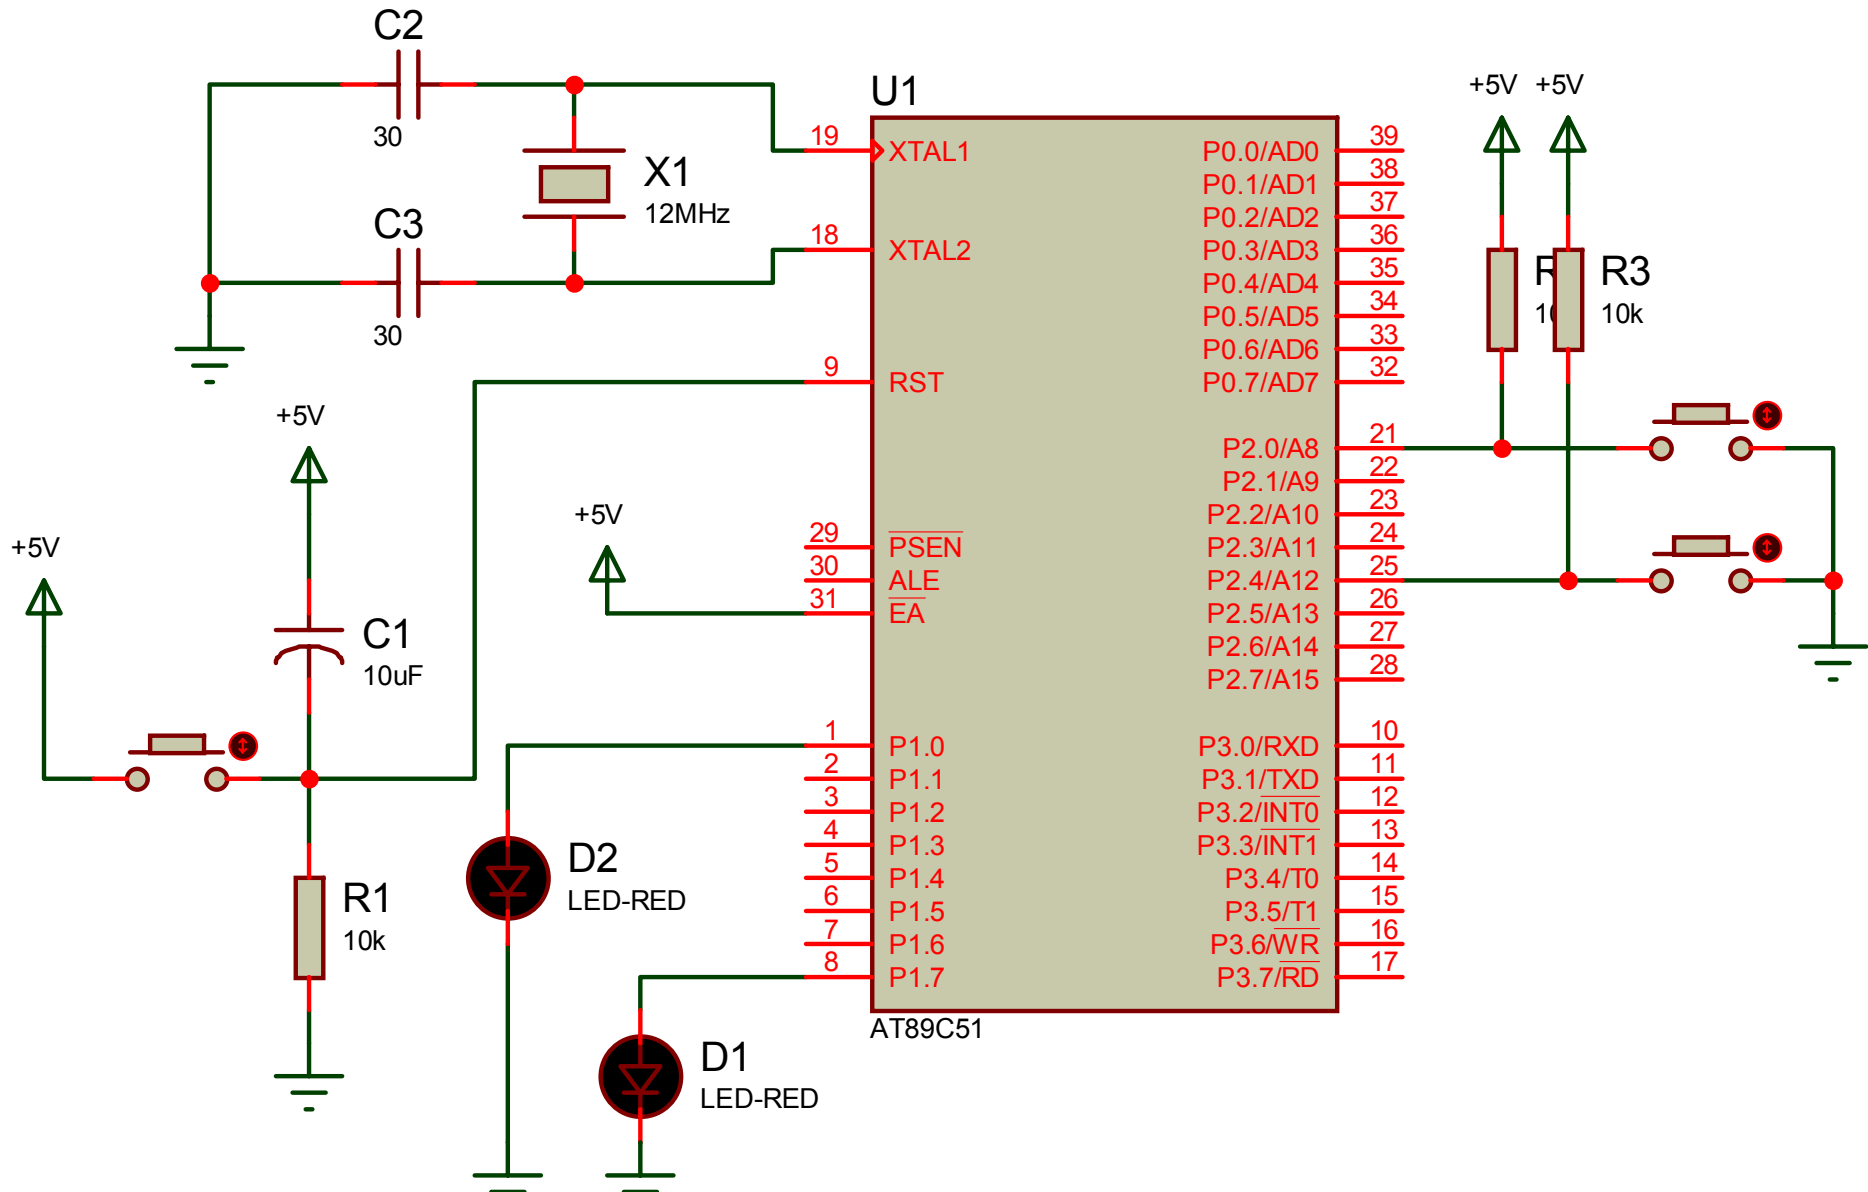 C2
30
X1
12MHz
C3
30
U1
19 XTAL1
18 XTAL2
9 RST
29 PSEN
30 ALE
31 EA
1 P1.0
2 P1.1
3 P1.2
4 P1.3
5 P1.4
6 P1.5
7 P1.6
8 P1.7
P0.0/AD0 39
P0.1/AD1 38
P0.2/AD2 37
P0.3/AD3 36
P0.4/AD4 35
P0.5/AD5 34
P0.6/AD6 33
P0.7/AD7 32
P2.0/A8 21
P2.1/A9 22
P2.2/A10 23
P2.3/A11 24
P2.4/A12 25
P2.5/A13 26
P2.6/A14 27
P2.7/A15 28
P3.0/RXD 10
P3.1/TXD 11
P3.2/INT0 12
P3.3/INT1 13
P3.4/T0 14
P3.5/T1 15
P3.6/WR 16
P3.7/RD 17
AT89C51
+5V +5V
R3
10k
+5V
+5V
+5V
C1
10uF
R1
10k
D2
LED-RED
D1
LED-RED